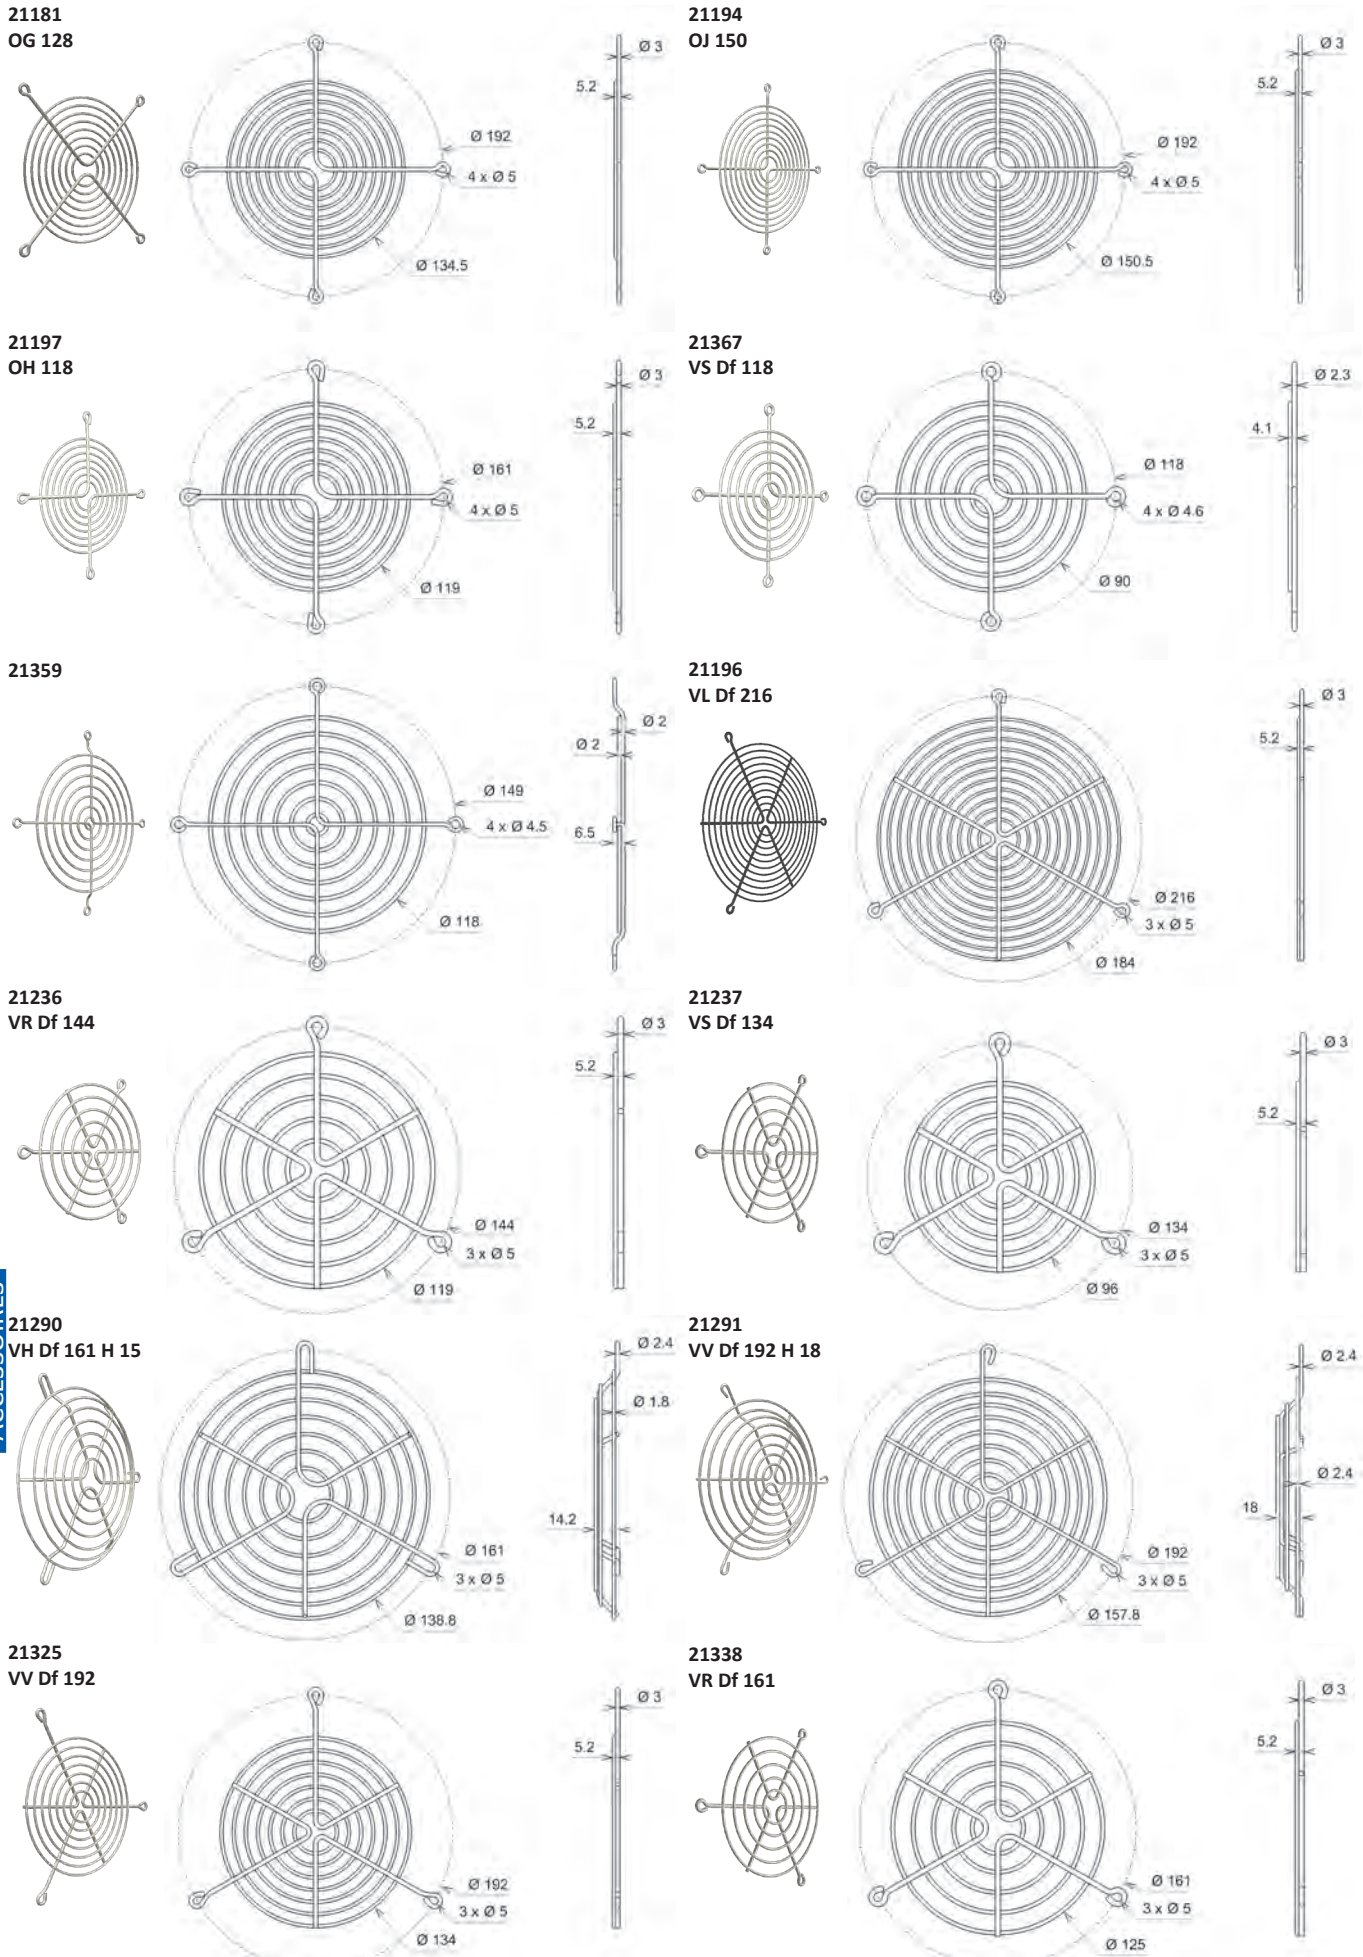 21181
OG 128
Ø 3
5.2
Ø 192
4 x Ø 5
Ø 134.5
21194
OJ 150
Ø 3
5.2
Ø 192
4 x Ø 5
Ø 150.5
21197
OH 118
Ø 3
5.2
Ø 161
4 x Ø 5
Ø 119
21367
VS Df 118
Ø 2.3
4.1
Ø 118
4 x Ø 4.6
Ø 90
21359
Ø 2
Ø 2
Ø 149
4 x Ø 4.5
6.5
Ø 118
21196
VL Df 216
Ø 3
5.2
Ø 216
3 x Ø 5
Ø 184
21236
VR Df 144
Ø 3
5.2
Ø 144
3 x Ø 5
Ø 119
21237
VS Df 134
Ø 3
5.2
Ø 134
3 x Ø 5
Ø 96
21290
VH Df 161 H 15
Ø 2.4
Ø 1.8
14.2
Ø 161
3 x Ø 5
Ø 138.8
21291
VV Df 192 H 18
Ø 2.4
Ø 2.4
18
Ø 192
3 x Ø 5
Ø 157.8
21325
VV Df 192
Ø 3
5.2
Ø 192
3 x Ø 5
Ø 134
21338
VR Df 161
Ø 3
5.2
Ø 161
3 x Ø 5
Ø 125